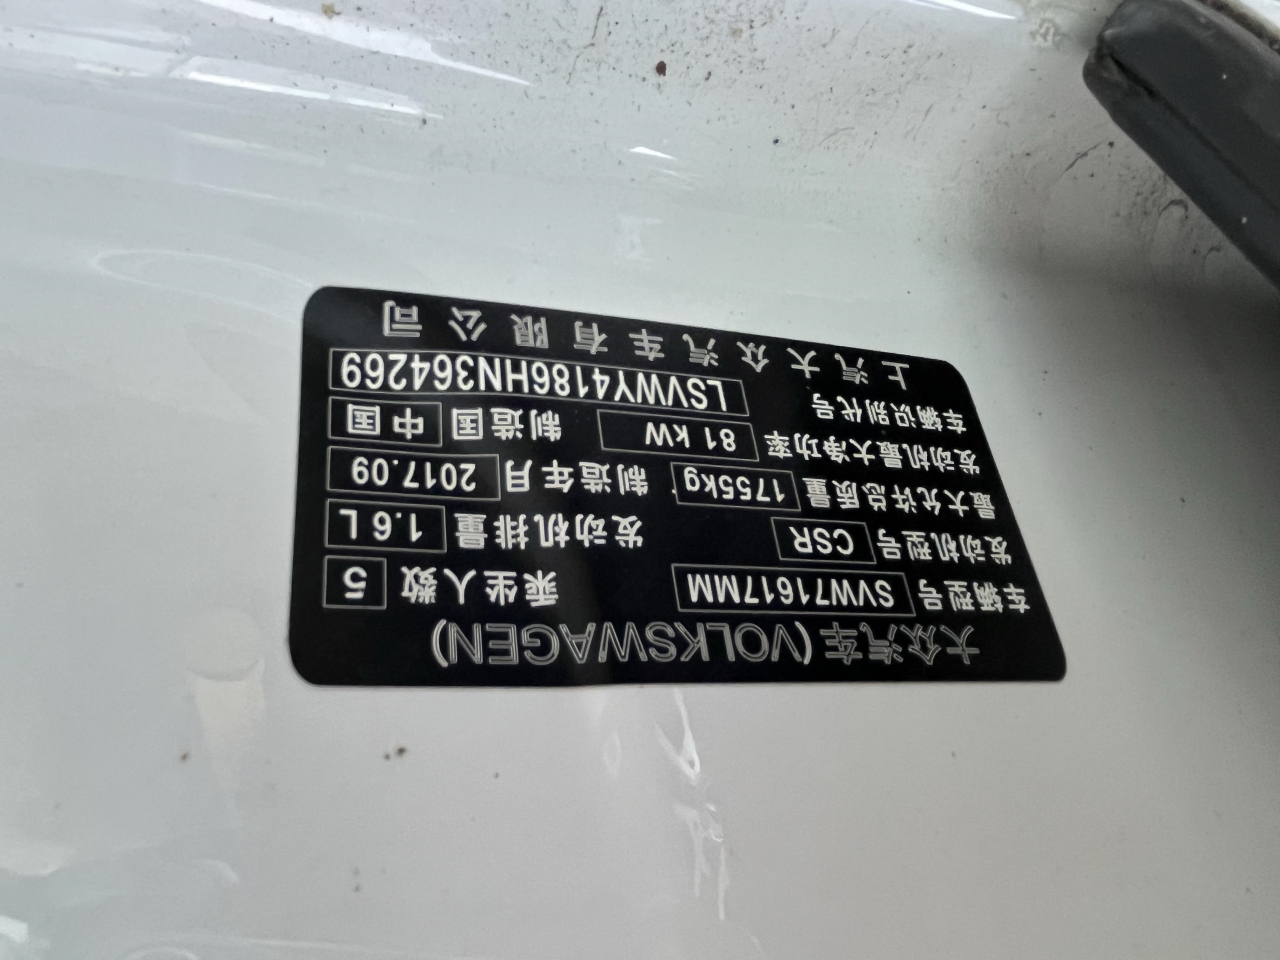 大众汽车(VOLKSWAGEN)
车辆型号 SVW71617MM 乘坐人数 5
发动机型号 CSR 发动机排量 1.6 L
最大允许总质量 1755kg 制造年月 2017.09
发动机最大净功率 81 kW 制造国 中国
车辆识别代号 LSVWY4186HN364269
上汽大众汽车有限公司